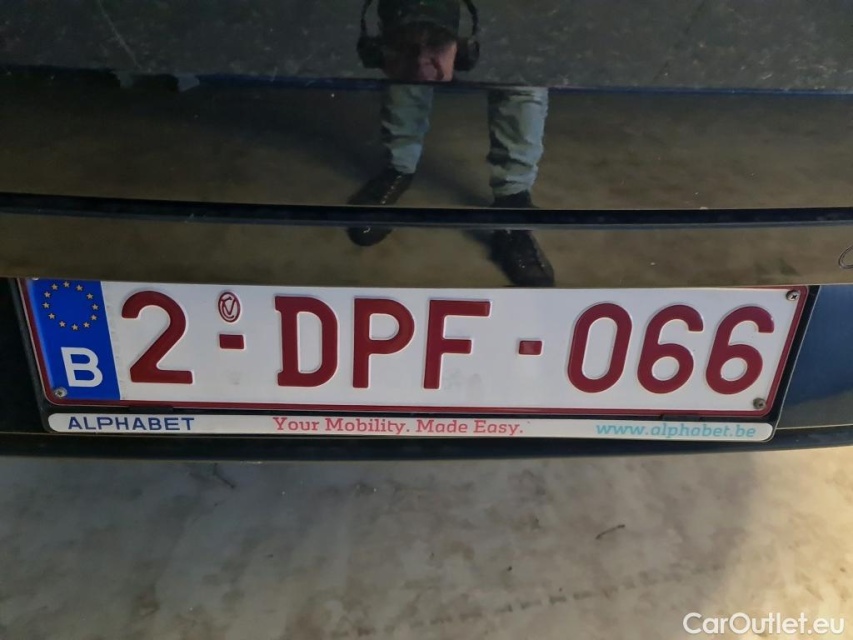 B 2-DPF-066
ALPHABET Your Mobility. Made Easy. www.alphabet.be
CarOutlet.eu